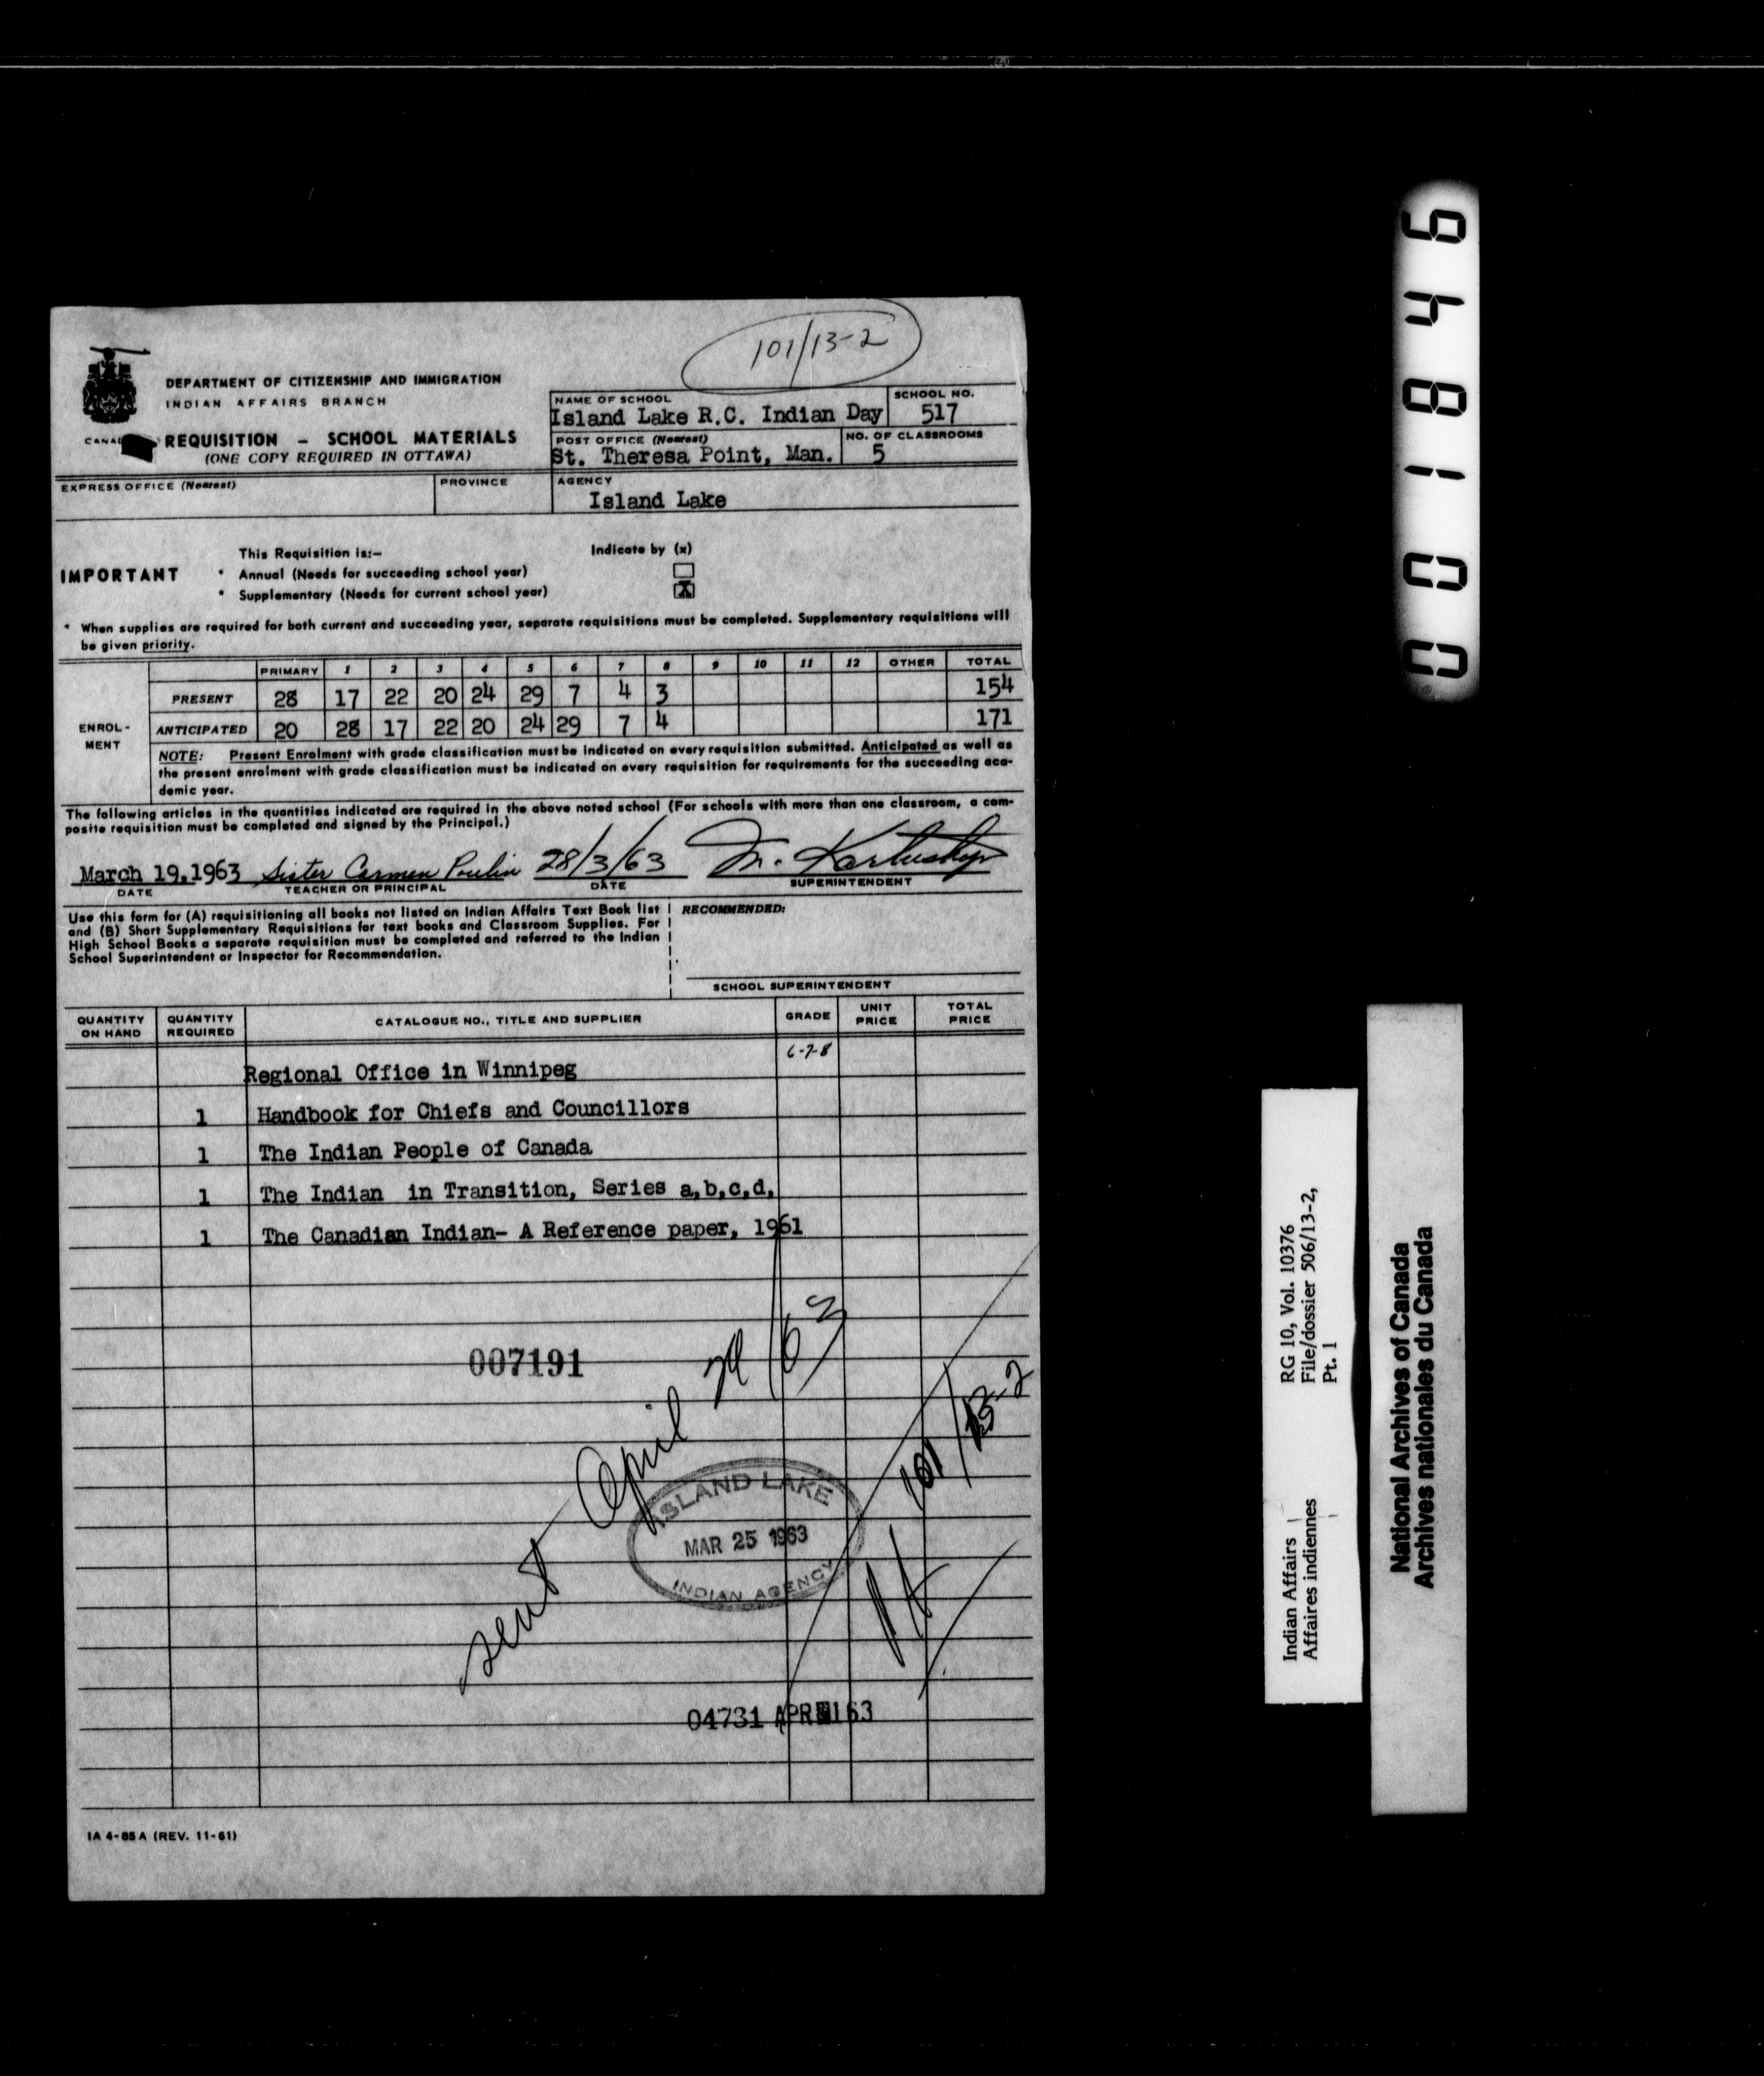 101/13-2
DEPARTMENT OF CITIZENSHIP AND IMMIGRATION
INDIAN AFFAIRS BRANCH
REQUISITION – SCHOOL MATERIALS
(ONE COPY REQUIRED IN OTTAWA)
NAME OF SCHOOL
Island Lake R.C. Indian Day
SCHOOL NO.
517
POST OFFICE (Nearest)
St. Theresa Point, Man.
NO. OF CLASSROOMS
5
EXPRESS OFFICE (Nearest)
PROVINCE
AGENCY
Island Lake
This Requisition is:–
Indicate by (x)
IMPORTANT
* Annual (Needs for succeeding school year)
* Supplementary (Needs for current school year) X
* When supplies are required for both current and succeeding year, separate requisitions must be completed. Supplementary requisitions will
be given priority.
PRIMARY 1 2 3 4 5 6 7 8 9 10 11 12 OTHER TOTAL
PRESENT 28 17 22 20 24 29 7 4 3 154
ENROL-
MENT
ANTICIPATED 20 28 17 22 20 24 29 7 4 171
NOTE: Present Enrolment with grade classification must be indicated on every requisition submitted. Anticipated as well as
the present enrolment with grade classification must be indicated on every requisition for requirements for the succeeding aca-
demic year.
The following articles in the quantities indicated are required in the above noted school (For schools with more than one classroom, a com-
posite requisition must be completed and signed by the Principal.)
March 19,1963 Sister Carmen Poulin 28/3/63
DATE TEACHER OR PRINCIPAL DATE SUPERINTENDENT
Use this form for (A) requisitioning all books not listed on Indian Affairs Text Book list
and (B) Short Supplementary Requisitions for text books and Classroom Supplies. For
High School Books a separate requisition must be completed and referred to the Indian
School Superintendent or Inspector for Recommendation.
RECOMMENDED:
SCHOOL SUPERINTENDENT
QUANTITY ON HAND QUANTITY REQUIRED CATALOGUE NO., TITLE AND SUPPLIER GRADE UNIT PRICE TOTAL PRICE
6-7-8
Regional Office in Winnipeg
1 Handbook for Chiefs and Councillors
1 The Indian People of Canada
1 The Indian in Transition, Series a,b,c,d,
1 The Canadian Indian- A Reference paper, 1961
007191
sent April /63
101/13-2
ISLAND LAKE
MAR 25 1963
INDIAN AGENCY
04731 APR 63
IA 4-85A (REV. 11-61)
001846
Indian Affairs RG 10, Vol. 10376
Affaires indiennes File/dossier 506/13-2,
Pt. 1
National Archives of Canada
Archives nationales du Canada